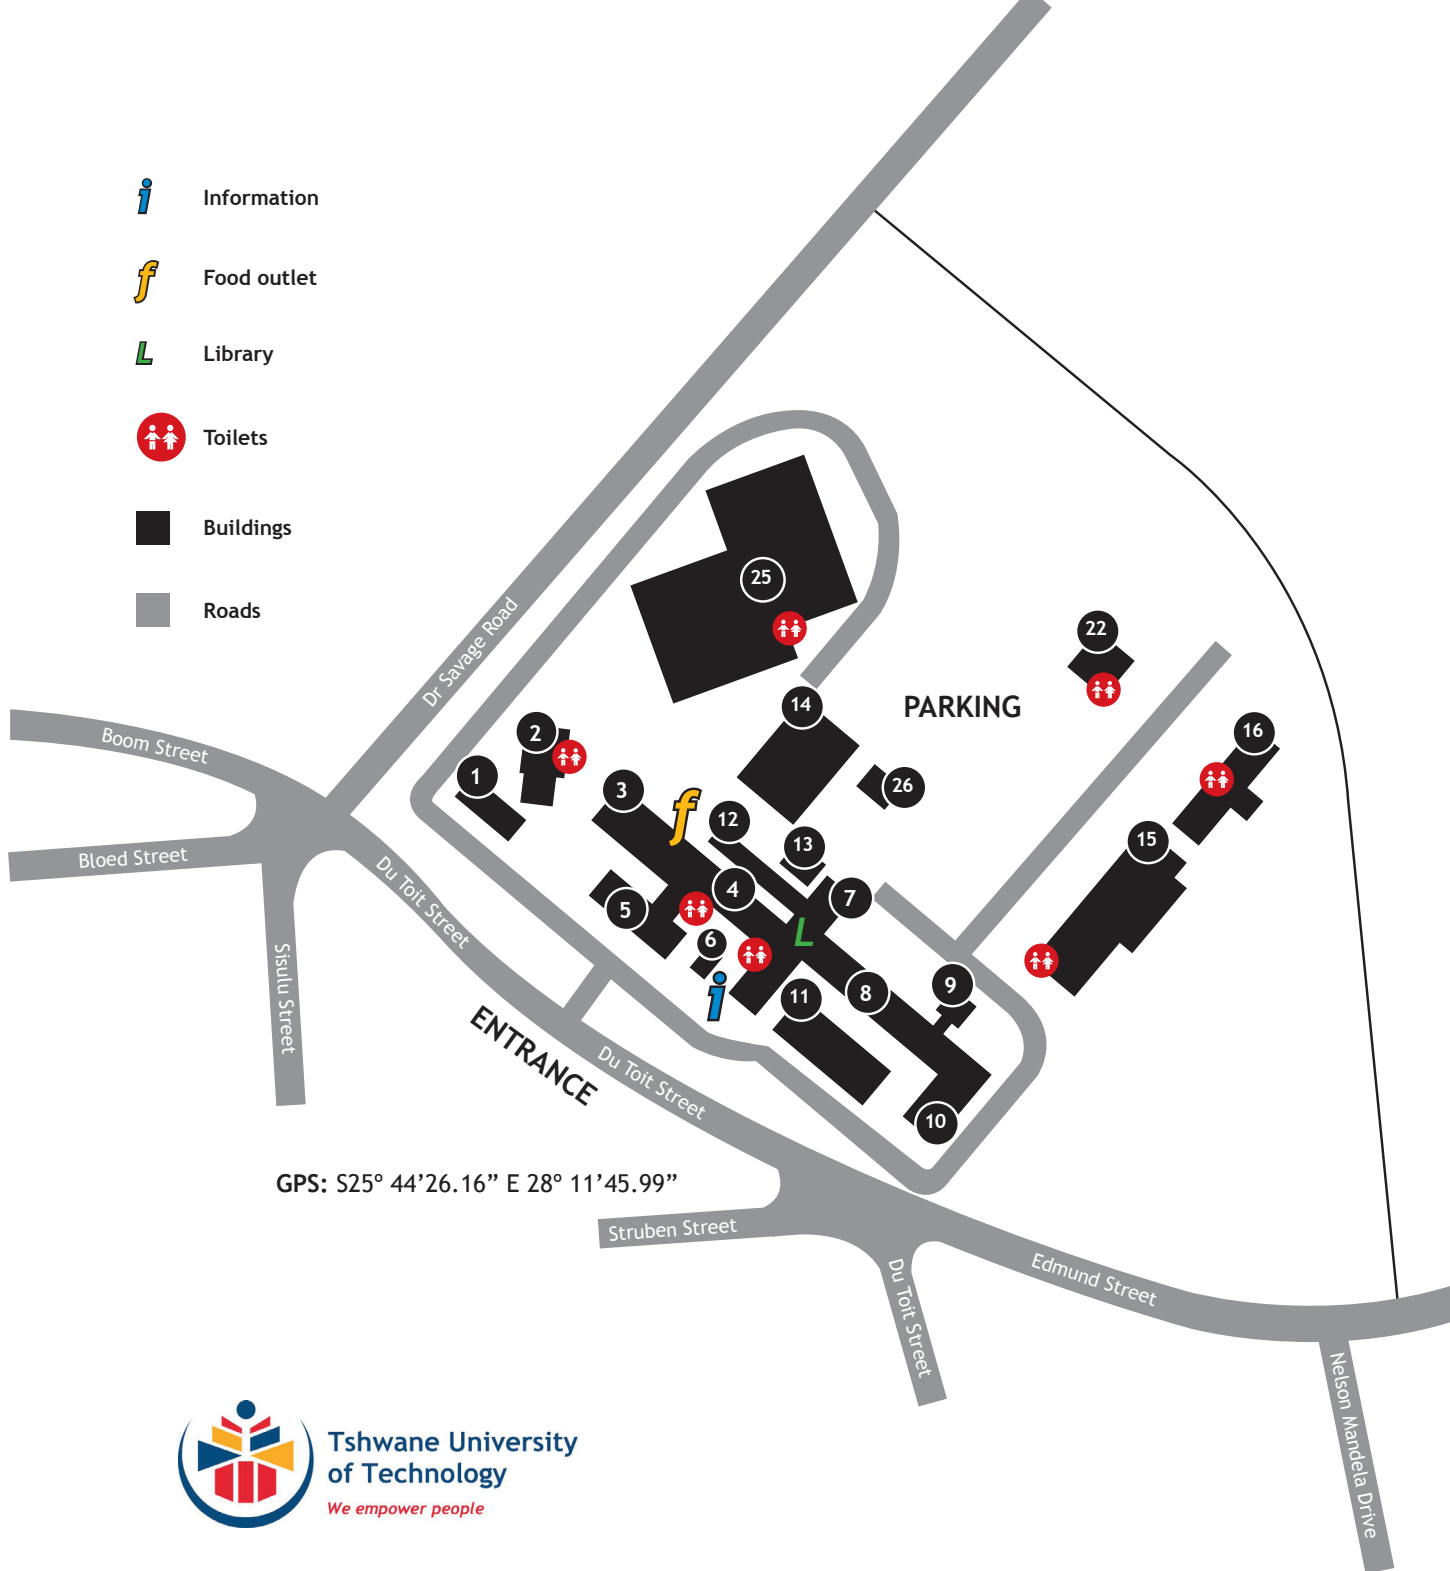 Information
Food outlet
Library
Toilets
Buildings
Roads
Dr Savage Road
Boom Street
Bloed Street
Sisulu Street
Du Toit Street
ENTRANCE
Du Toit Street
25
22
PARKING
14
16
2
1
3
26
12
13
15
4
7
5
6
L
9
8
11
10
GPS: S25º 44’26.16” E 28º 11’45.99”
Struben Street
Du Toit Street
Edmund Street
Nelson Mandela Drive
Tshwane University
of Technology
We empower people